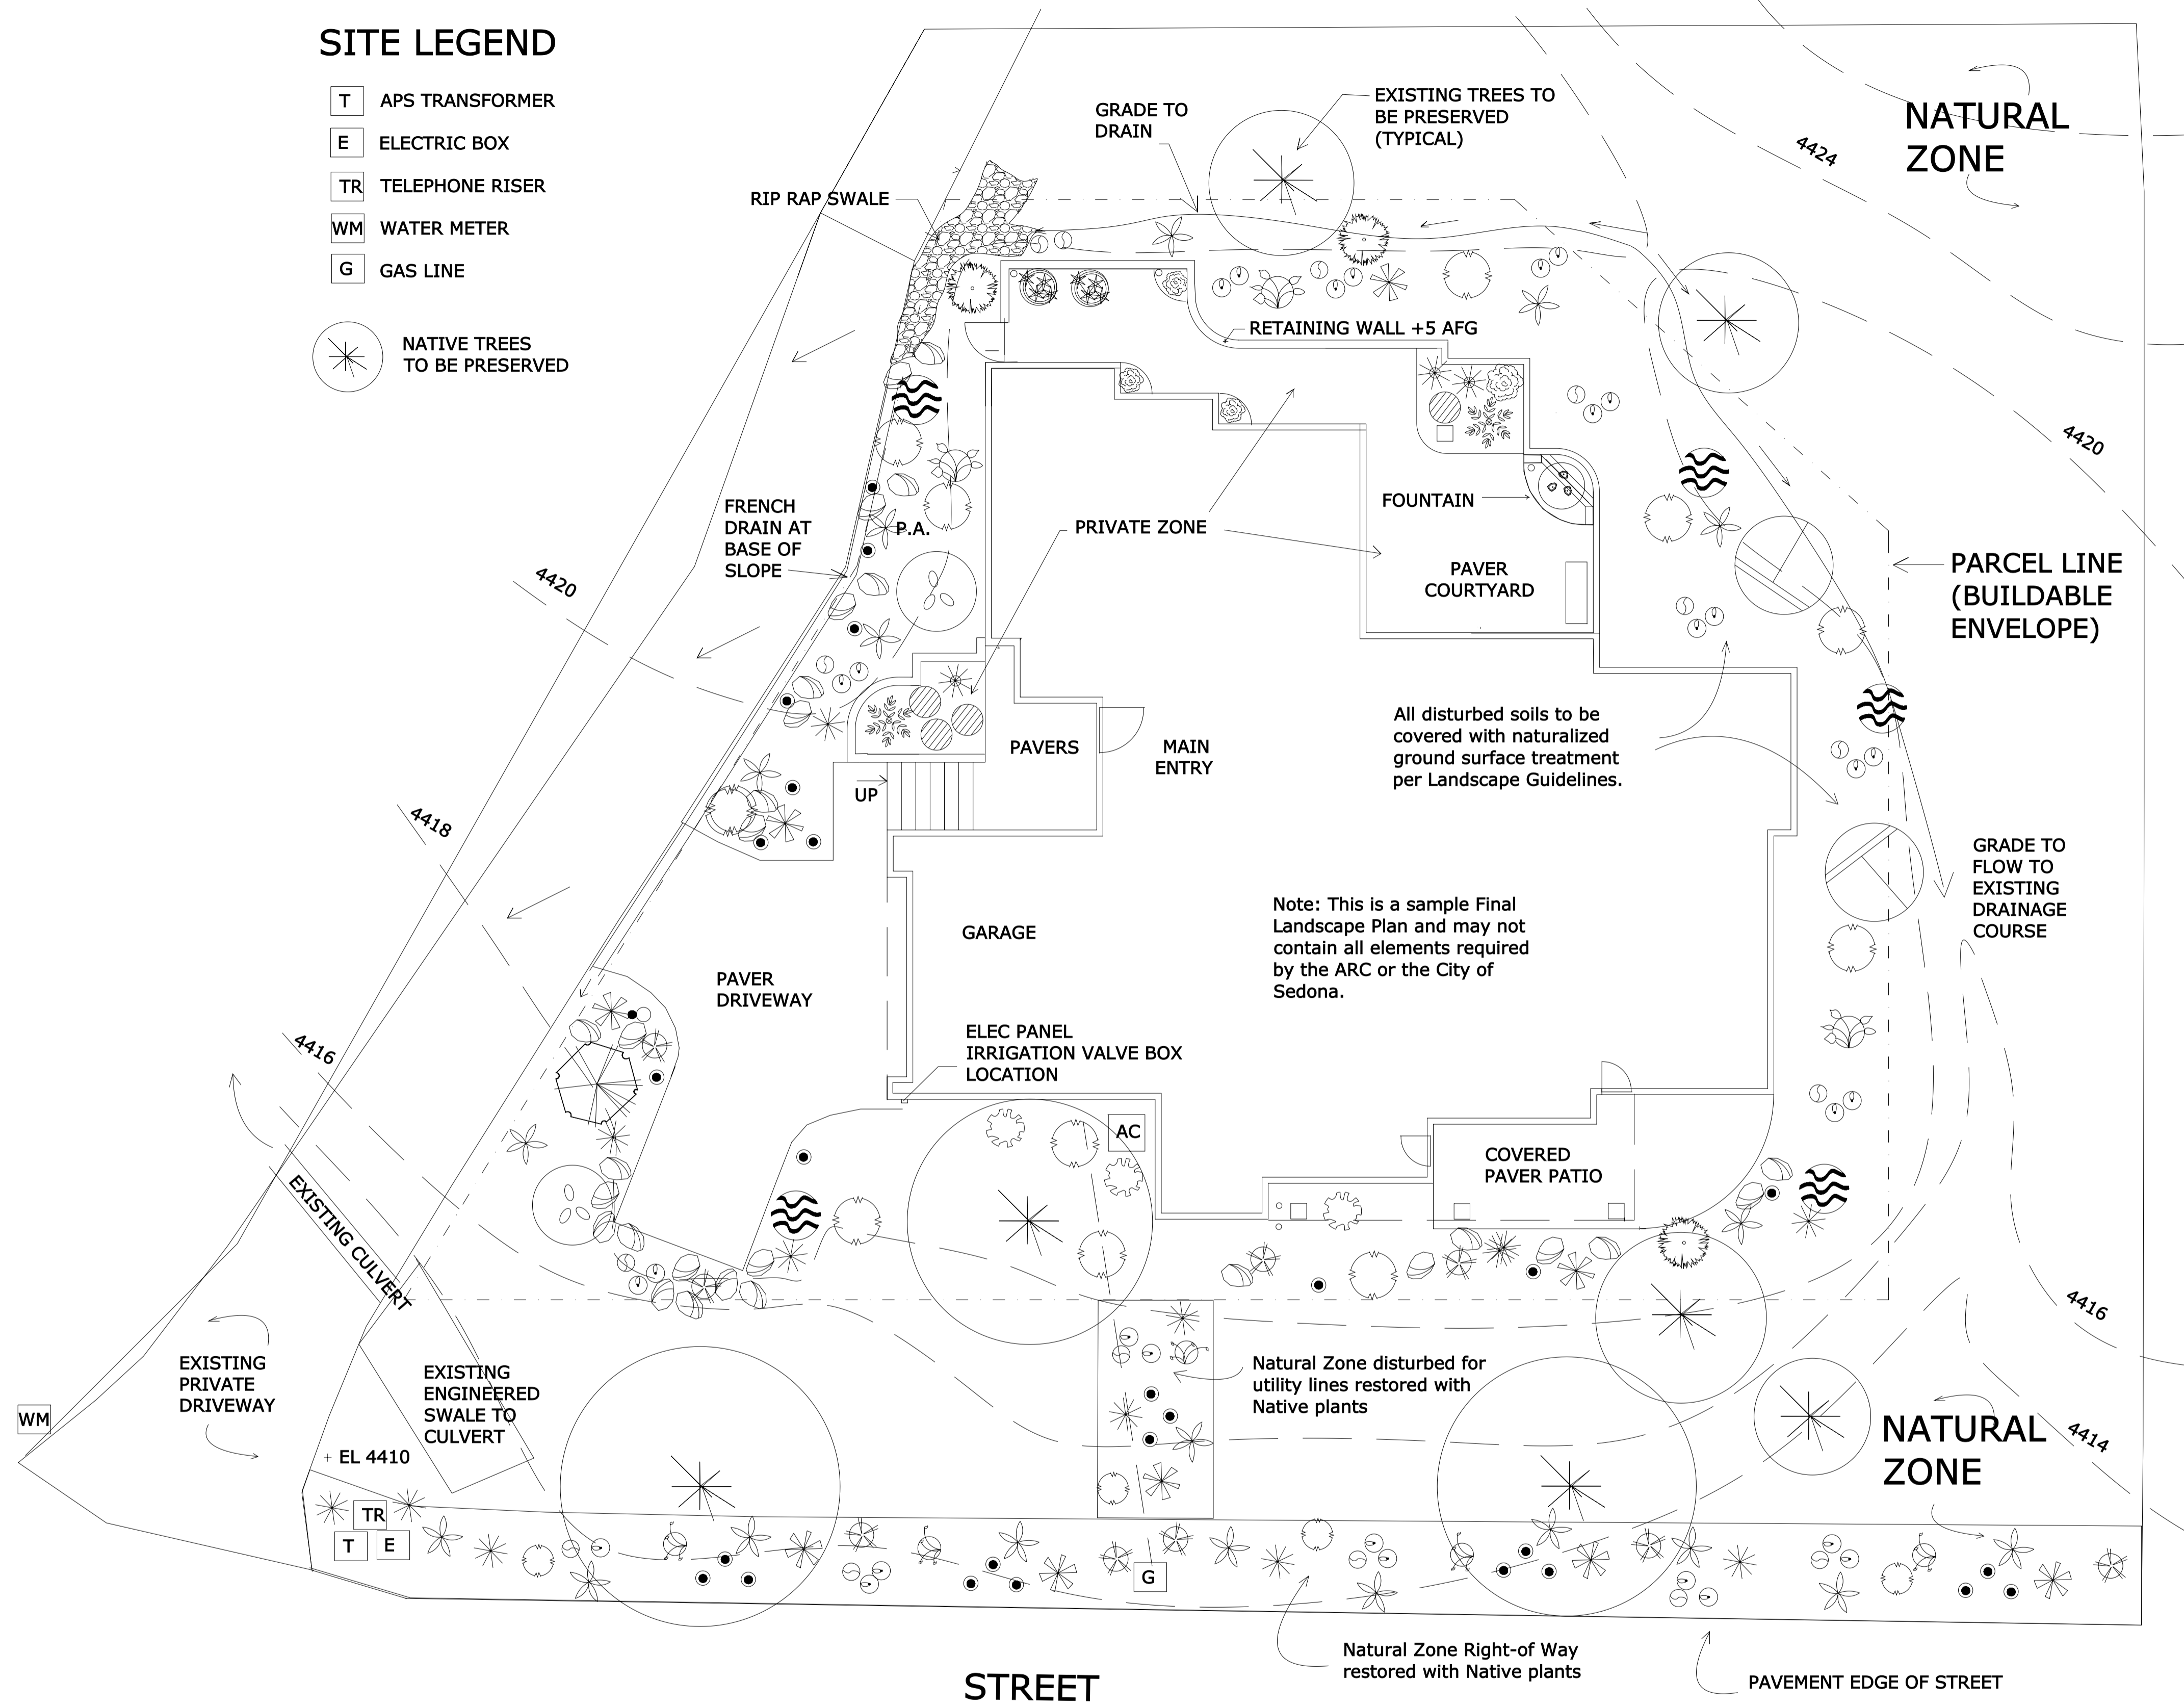 SITE LEGEND
T APS TRANSFORMER
E ELECTRIC BOX
TR TELEPHONE RISER
WM WATER METER
G GAS LINE
NATIVE TREES
TO BE PRESERVED
GRADE TO
DRAIN
EXISTING TREES TO
BE PRESERVED
(TYPICAL)
NATURAL
ZONE
4424
RIP RAP SWALE
RETAINING WALL +5 AFG
4420
FRENCH
DRAIN AT
BASE OF
SLOPE
P.A.
PRIVATE ZONE
FOUNTAIN
PAVER
COURTYARD
PARCEL LINE
(BUILDABLE
ENVELOPE)
4420
PAVERS
MAIN
ENTRY
UP
All disturbed soils to be
covered with naturalized
ground surface treatment
per Landscape Guidelines.
4418
GRADE TO
FLOW TO
EXISTING
DRAINAGE
COURSE
GARAGE
Note: This is a sample Final
Landscape Plan and may not
contain all elements required
by the ARC or the City of
Sedona.
PAVER
DRIVEWAY
4416
ELEC PANEL
IRRIGATION VALVE BOX
LOCATION
AC
COVERED
PAVER PATIO
EXISTING CULVERT
4416
EXISTING
PRIVATE
DRIVEWAY
EXISTING
ENGINEERED
SWALE TO
CULVERT
Natural Zone disturbed for
utility lines restored with
Native plants
WM
NATURAL
ZONE
4414
EL 4410
TR
T
E
G
Natural Zone Right-of Way
restored with Native plants
STREET
PAVEMENT EDGE OF STREET